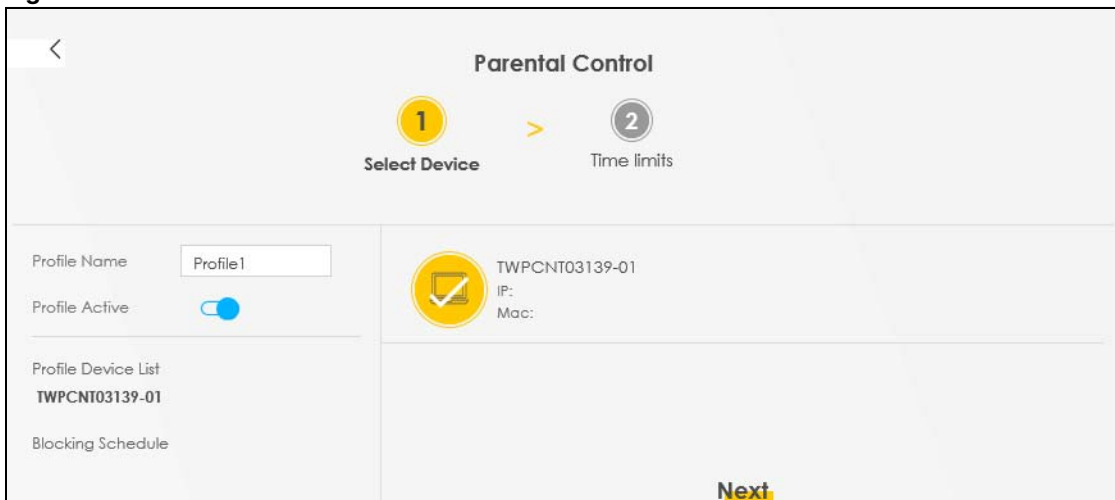 Parental Control
1 > 2
Select Device Time limits
Profile Name Profile1
Profile Active
Profile Device List
TWPCNT03139-01
Blocking Schedule
TWPCNT03139-01
IP:
Mac:
Next